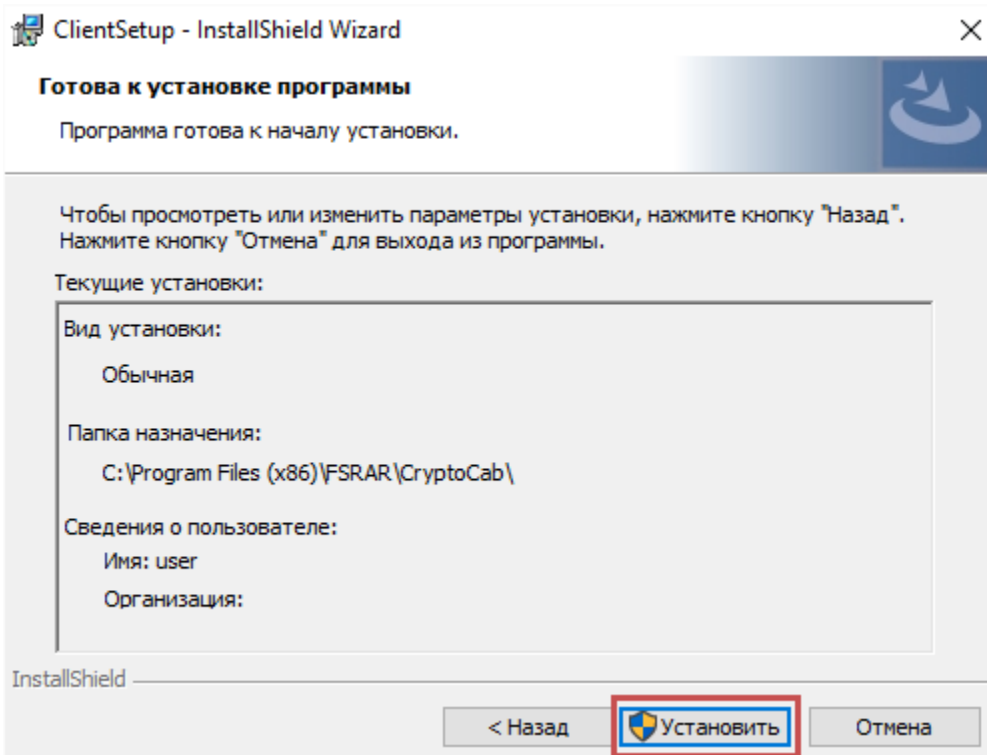 ClientSetup - InstallShield Wizard
Готова к установке программы
Программа готова к началу установки.
Чтобы просмотреть или изменить параметры установки, нажмите кнопку "Назад".
Нажмите кнопку "Отмена" для выхода из программы.
Текущие установки:
Вид установки:
Обычная
Папка назначения:
C:\Program Files (x86)\FSRAR\CryptoCab\
Сведения о пользователе:
Имя: user
Организация:
InstallShield
< Назад
Установить
Отмена